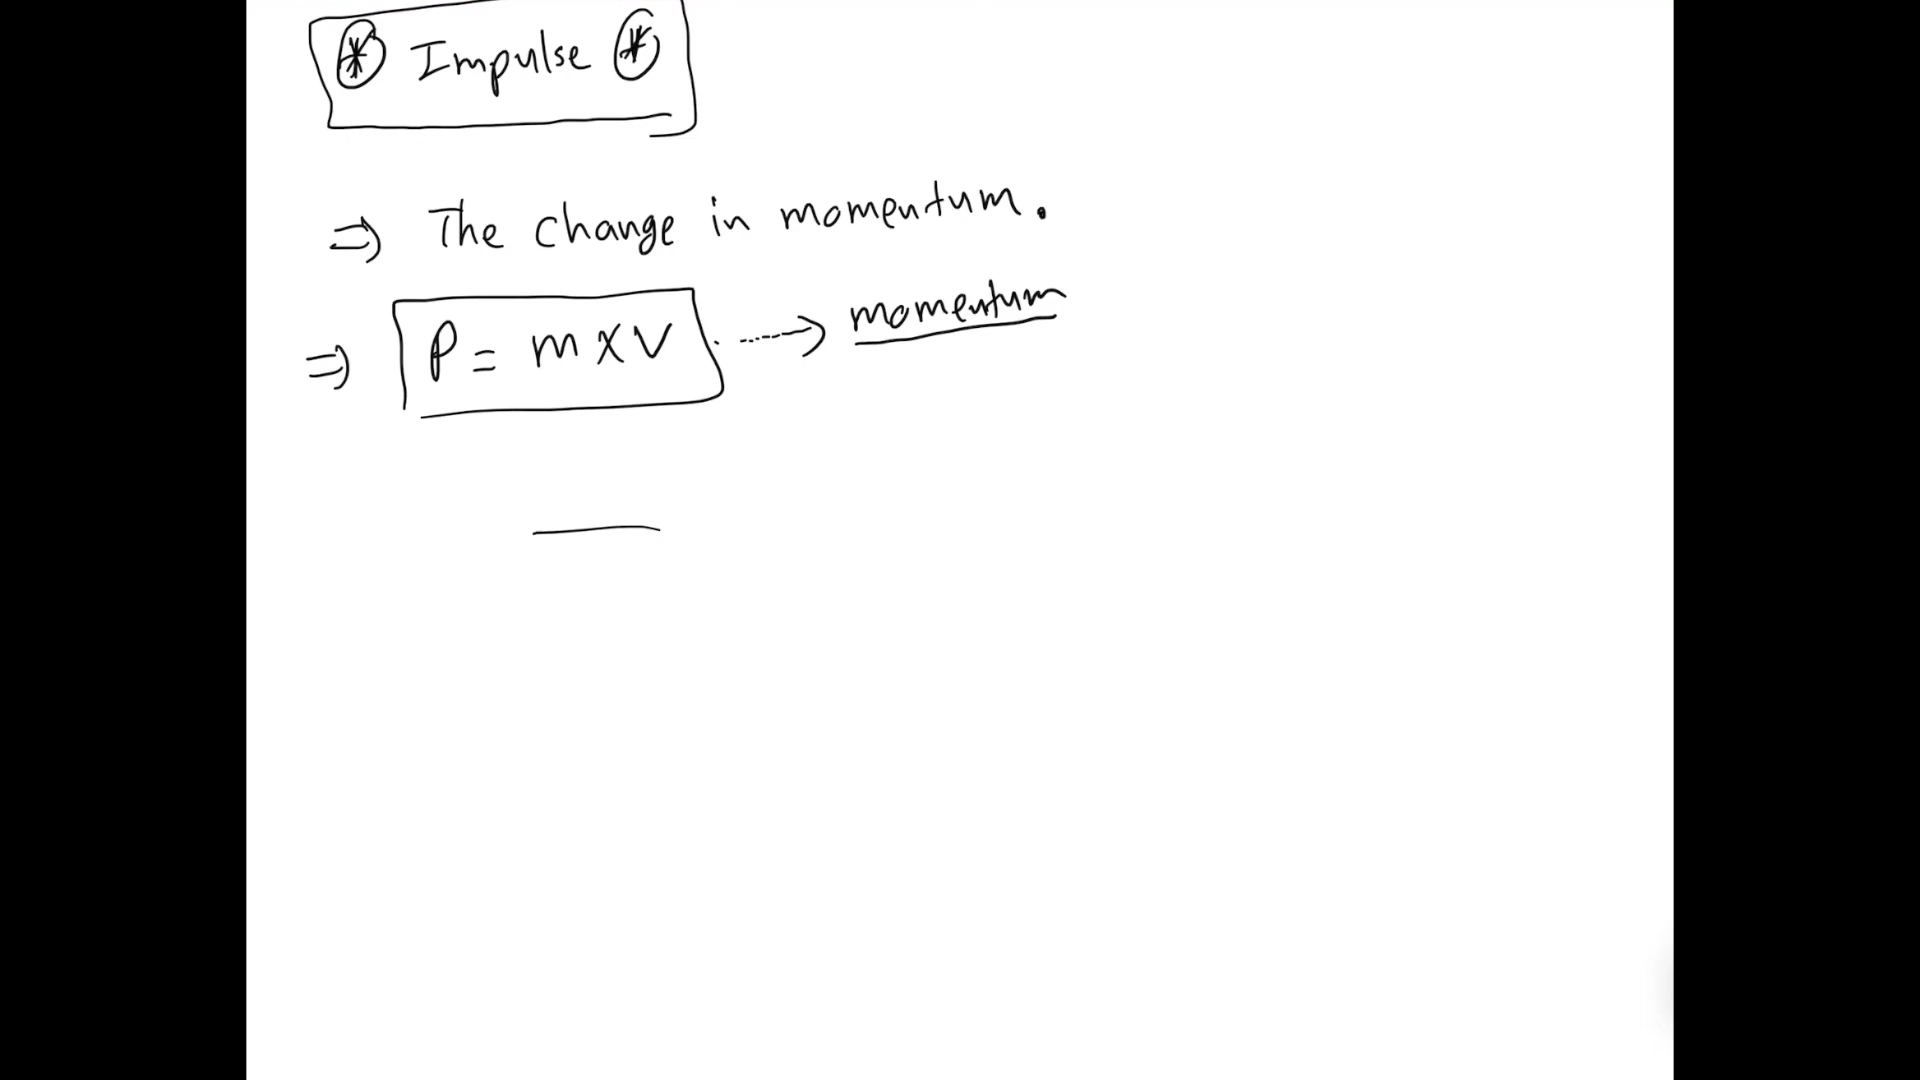 * Impulse *
⇒ The change in momentum.
⇒ P = m x v ⇢ momentum